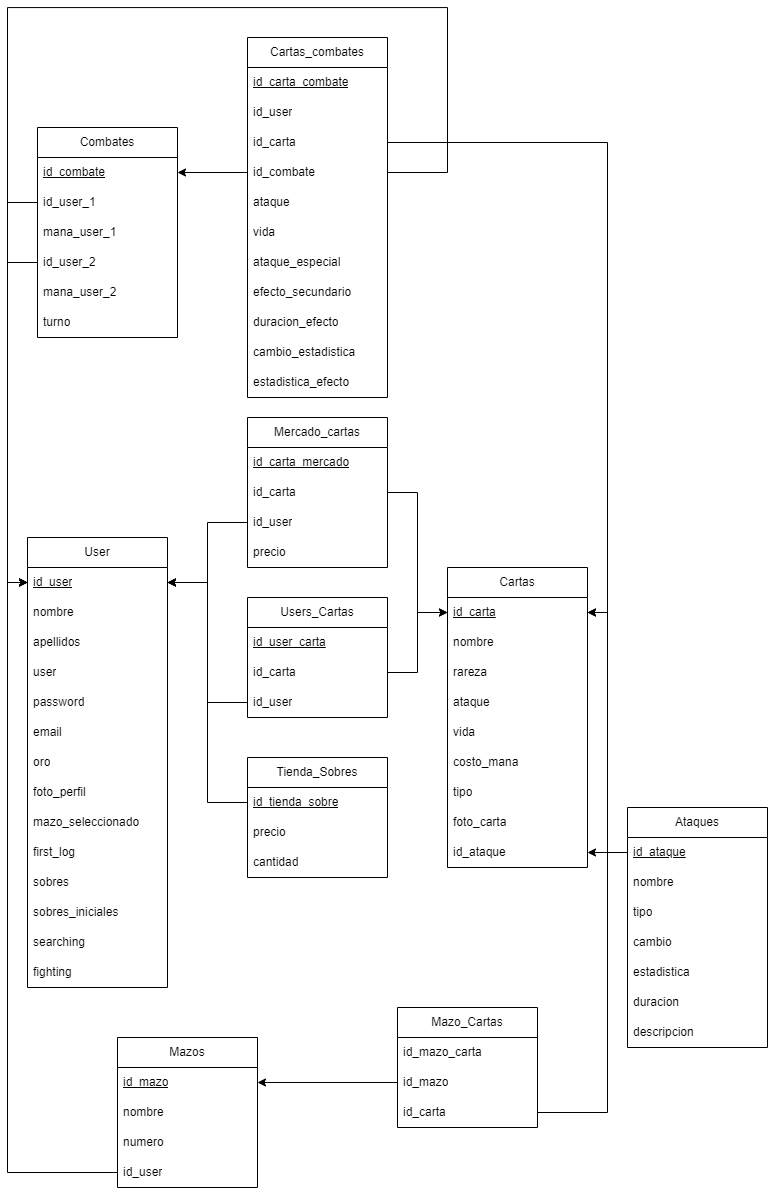 Cartas_combates
id_carta_combate
id_user
id_carta
id_combate
ataque
vida
ataque_especial
efecto_secundario
duracion_efecto
cambio_estadistica
estadistica_efecto
Combates
id_combate
id_user_1
mana_user_1
id_user_2
mana_user_2
turno
Mercado_cartas
id_carta_mercado
id_carta
id_user
precio
User
id_user
nombre
apellidos
user
password
email
oro
foto_perfil
mazo_seleccionado
first_log
sobres
sobres_iniciales
searching
fighting
Users_Cartas
id_user_carta
id_carta
id_user
Tienda_Sobres
id_tienda_sobre
precio
cantidad
Cartas
id_carta
nombre
rareza
ataque
vida
costo_mana
tipo
foto_carta
id_ataque
Ataques
id_ataque
nombre
tipo
cambio
estadistica
duracion
descripcion
Mazo_Cartas
id_mazo_carta
id_mazo
id_carta
Mazos
id_mazo
nombre
numero
id_user